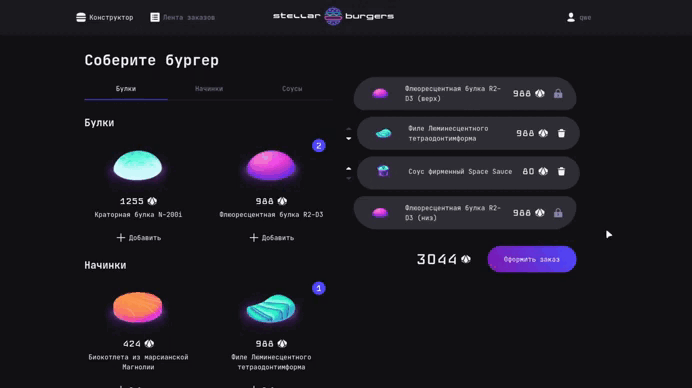 Конструктор
Лента заказов
stellar burgers
qwe
Соберите бургер
Булки
Начинки
Соусы
Булки
2
1255
988
Краторная булка N-200i
Флюоресцентная булка R2-D3
Добавить
Добавить
Начинки
1
424
988
Биокотлета из марсианской
Магнолии
Филе Люминесцентного
тетраодонтимформа
Флюоресцентная булка R2-
D3 (верх)
988
Филе Люминесцентного
тетраодонтимформа
988
Соус фирменный Space Sauce
80
Флюоресцентная булка R2-
D3 (низ)
988
3044
Оформить заказ